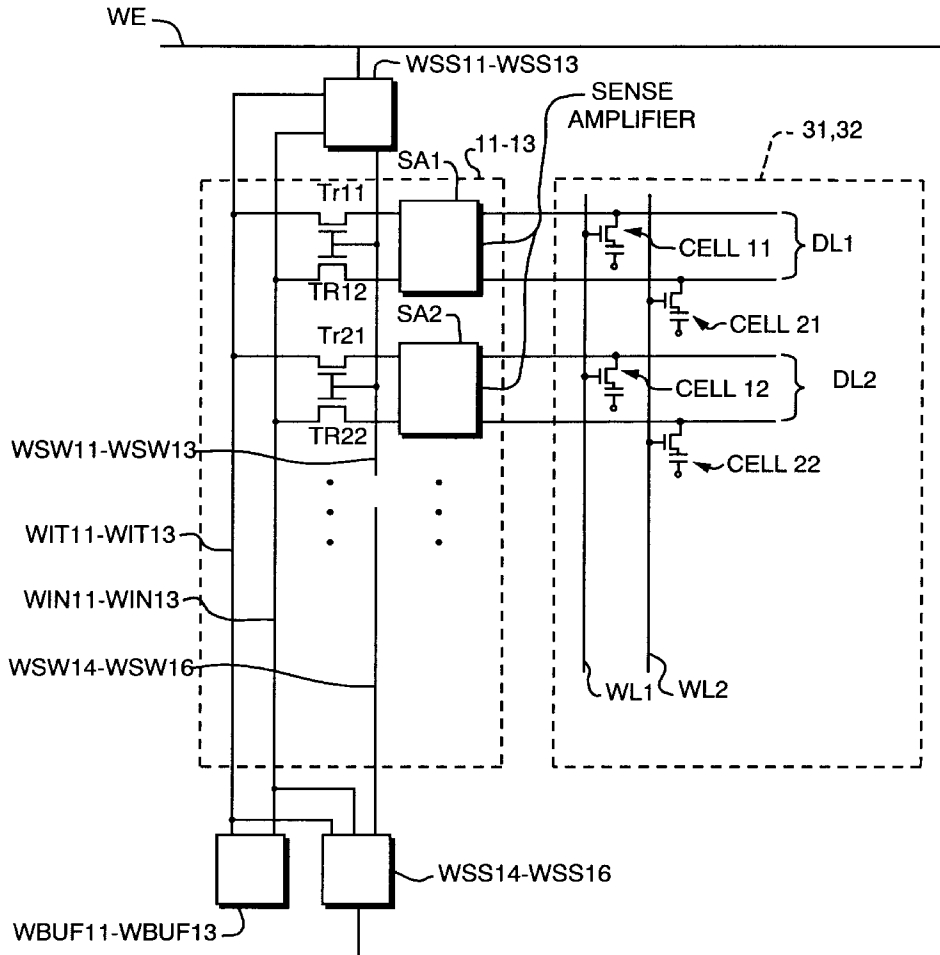 WE
WSS11-WSS13
SENSE
AMPLIFIER
31,32
11-13
SA1
Tr11
CELL 11
DL1
TR12
CELL 21
SA2
Tr21
CELL 12
DL2
TR22
CELL 22
WSW11-WSW13
WIT11-WIT13
WIN11-WIN13
WSW14-WSW16
WL1
WL2
WSS14-WSS16
WBUF11-WBUF13